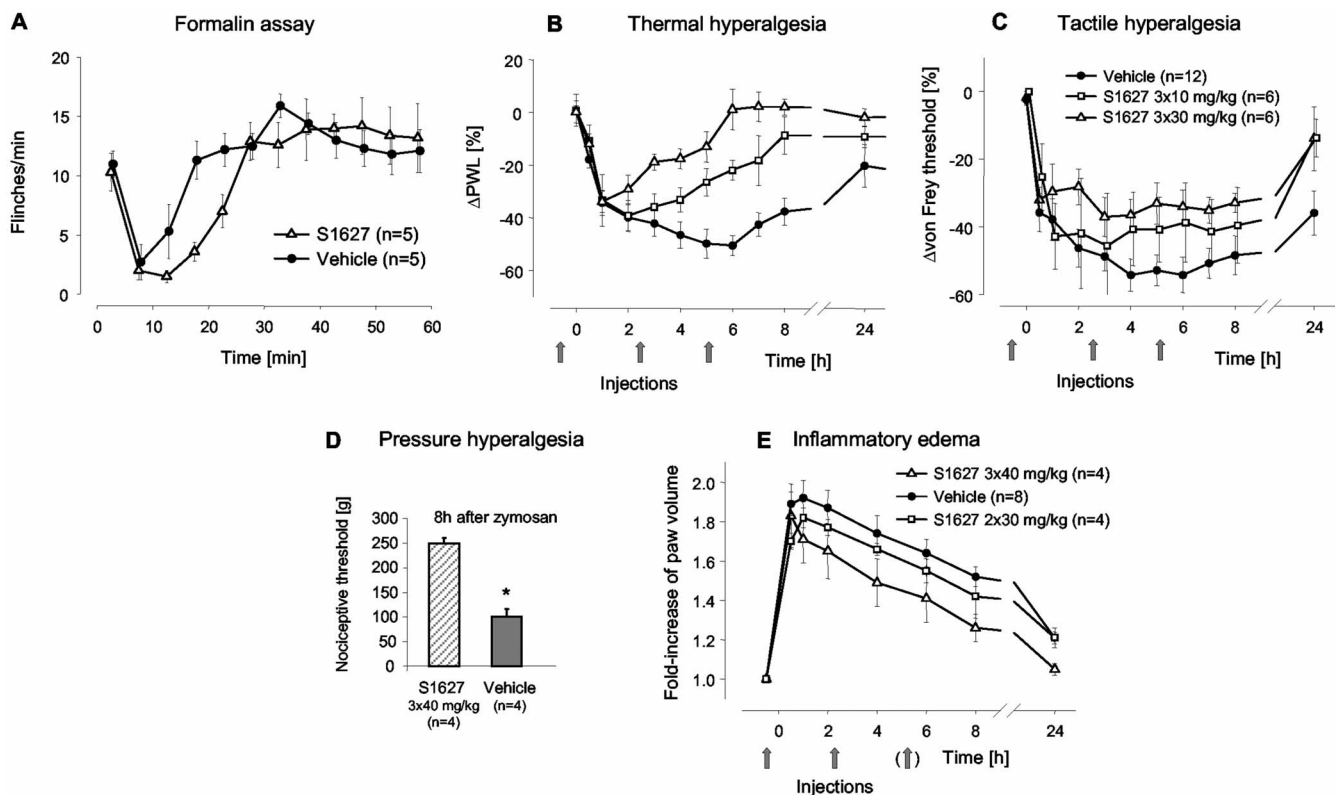 A Formalin assay
Flinches/min
20
15
10
5
0
S1627 (n=5)
Vehicle (n=5)
0 10 20 30 40 50 60
Time [min]
B Thermal hyperalgesia
ΔPWL [%]
20
0
-20
-40
-60
0 2 4 6 8 24
Time [h]
Injections
C Tactile hyperalgesia
Δvon Frey threshold [%]
Vehicle (n=12)
S1627 3x10 mg/kg (n=6)
S1627 3x30 mg/kg (n=6)
0
-20
-40
-60
0 2 4 6 8 24
Time [h]
Injections
D Pressure hyperalgesia
Nociceptive threshold [g]
8h after zymosan
300
250
200
150
100
50
0
*
S1627 Vehicle
3x40 mg/kg (n=4)
(n=4)
E Inflammatory edema
Fold-increase of paw volume
S1627 3x40 mg/kg (n=4)
Vehicle (n=8)
S1627 2x30 mg/kg (n=4)
2.0
1.8
1.6
1.4
1.2
1.0
0 2 4 6 8 24
( ) Time [h]
Injections